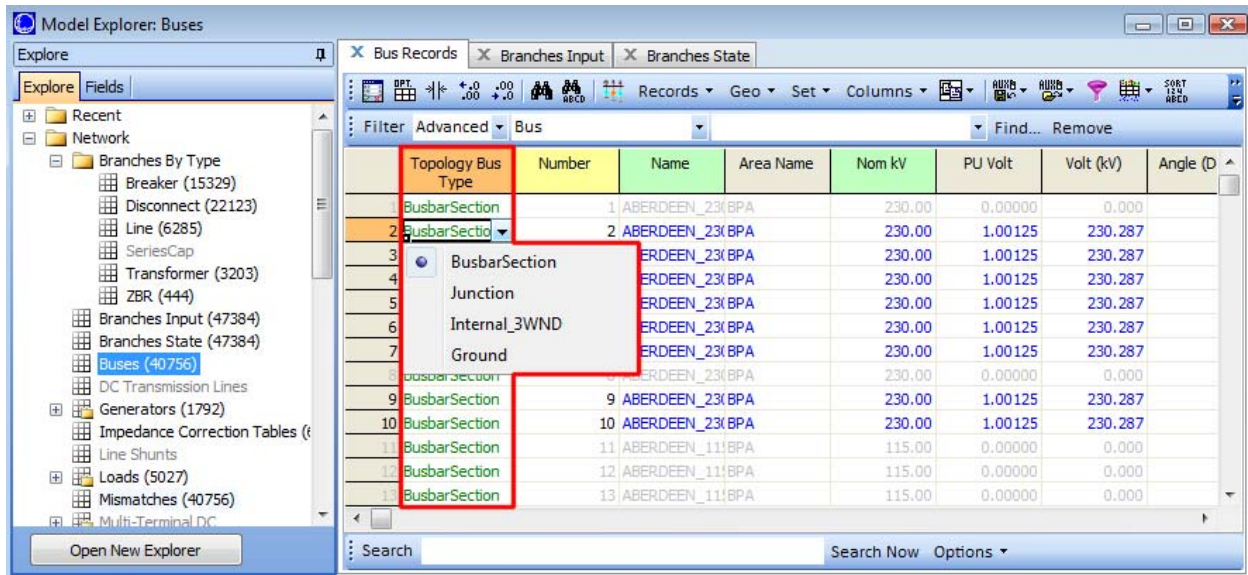 Model Explorer: Buses
Explore
Explore Fields
Recent
Network
Branches By Type
Breaker (15329)
Disconnect (22123)
Line (6285)
SeriesCap
Transformer (3203)
ZBR (444)
Branches Input (47384)
Branches State (47384)
Buses (40756)
DC Transmission Lines
Generators (1792)
Impedance Correction Tables (
Line Shunts
Loads (5027)
Mismatches (40756)
Multi-Terminal DC
Open New Explorer
X Bus Records X Branches Input X Branches State
Records Geo Set Columns
Filter Advanced Bus Find... Remove
Topology Bus Type Number Name Area Name Nom kV PU Volt Volt (kV) Angle (D
1 BusbarSection 1 ABERDEEN_23( BPA 230.00 0.00000 0.000
2 BusbarSectio 2 ABERDEEN_23( BPA 230.00 1.00125 230.287
3 ERDEEN_23( BPA 230.00 1.00125 230.287
4 ERDEEN_23( BPA 230.00 1.00125 230.287
5 ERDEEN_23( BPA 230.00 1.00125 230.287
6 ERDEEN_23( BPA 230.00 1.00125 230.287
7 ERDEEN_23( BPA 230.00 1.00125 230.287
8 BusbarSection ABERDEEN_23( BPA 230.00 0.00000 0.000
9 BusbarSection 9 ABERDEEN_23( BPA 230.00 1.00125 230.287
10 BusbarSection 10 ABERDEEN_23( BPA 230.00 1.00125 230.287
11 BusbarSection 11 ABERDEEN_11! BPA 115.00 0.00000 0.000
12 BusbarSection 12 ABERDEEN_11! BPA 115.00 0.00000 0.000
13 BusbarSection 13 ABERDEEN_11! BPA 115.00 0.00000 0.000
BusbarSection
Junction
Internal_3WND
Ground
Search Search Now Options